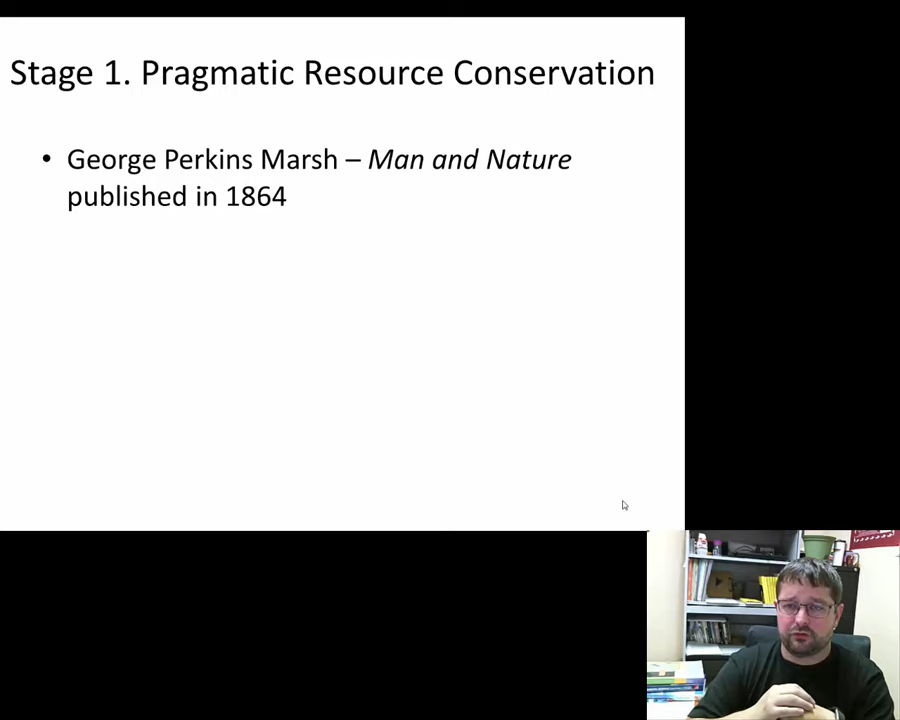 Stage 1. Pragmatic Resource Conservation
• George Perkins Marsh – Man and Nature
published in 1864